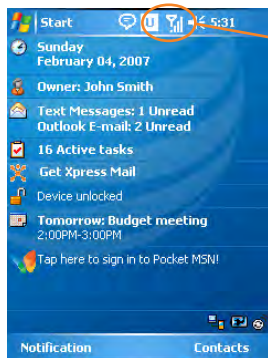 Start U 5:31
Sunday
February 04, 2007
Owner: John Smith
Text Messages: 1 Unread
Outlook E-mail: 2 Unread
16 Active tasks
Get Xpress Mail
Device unlocked
Tomorrow: Budget meeting
2:00PM-3:00PM
Tap here to sign in to Pocket MSN!
Notification Contacts